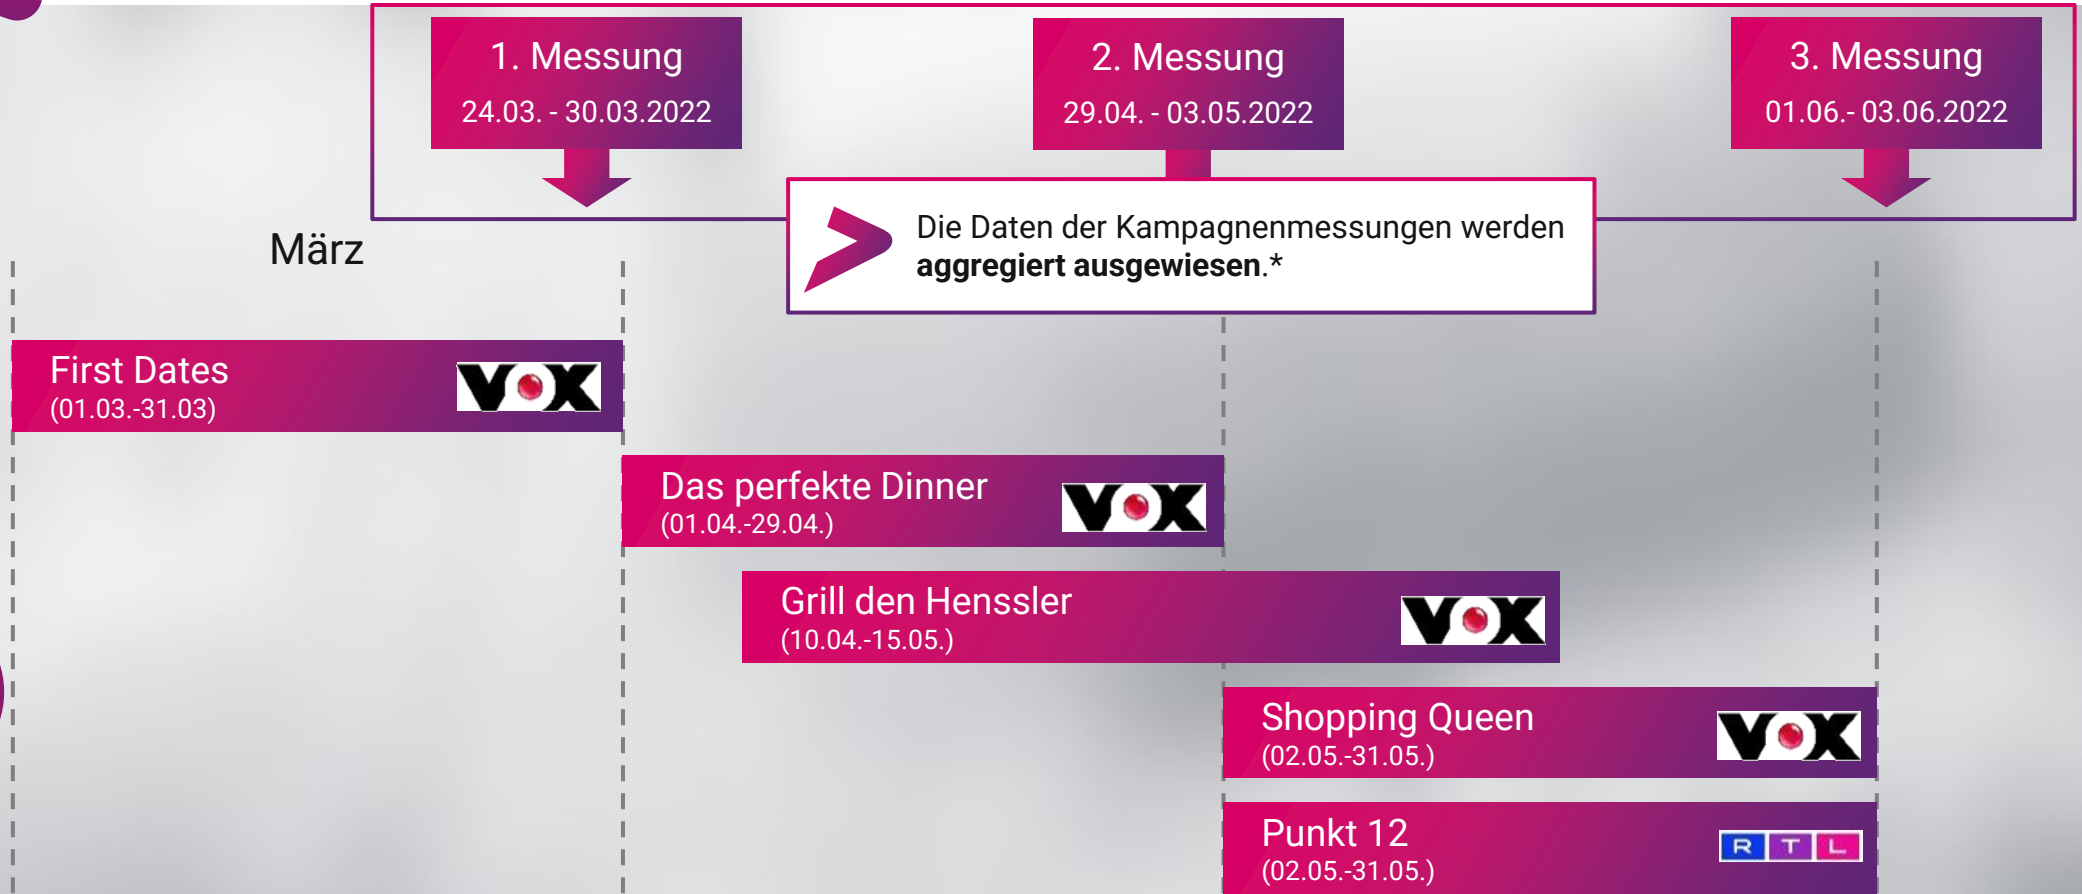 1. Messung
24.03. - 30.03.2022
2. Messung
29.04. - 03.05.2022
3. Messung
01.06.- 03.06.2022
Die Daten der Kampagnenmessungen werden
aggregiert ausgewiesen.*
März
First Dates
(01.03.-31.03)
VOX
Das perfekte Dinner
(01.04.-29.04.)
VOX
Grill den Henssler
(10.04.-15.05.)
VOX
Shopping Queen
(02.05.-31.05.)
VOX
Punkt 12
(02.05.-31.05.)
RTL